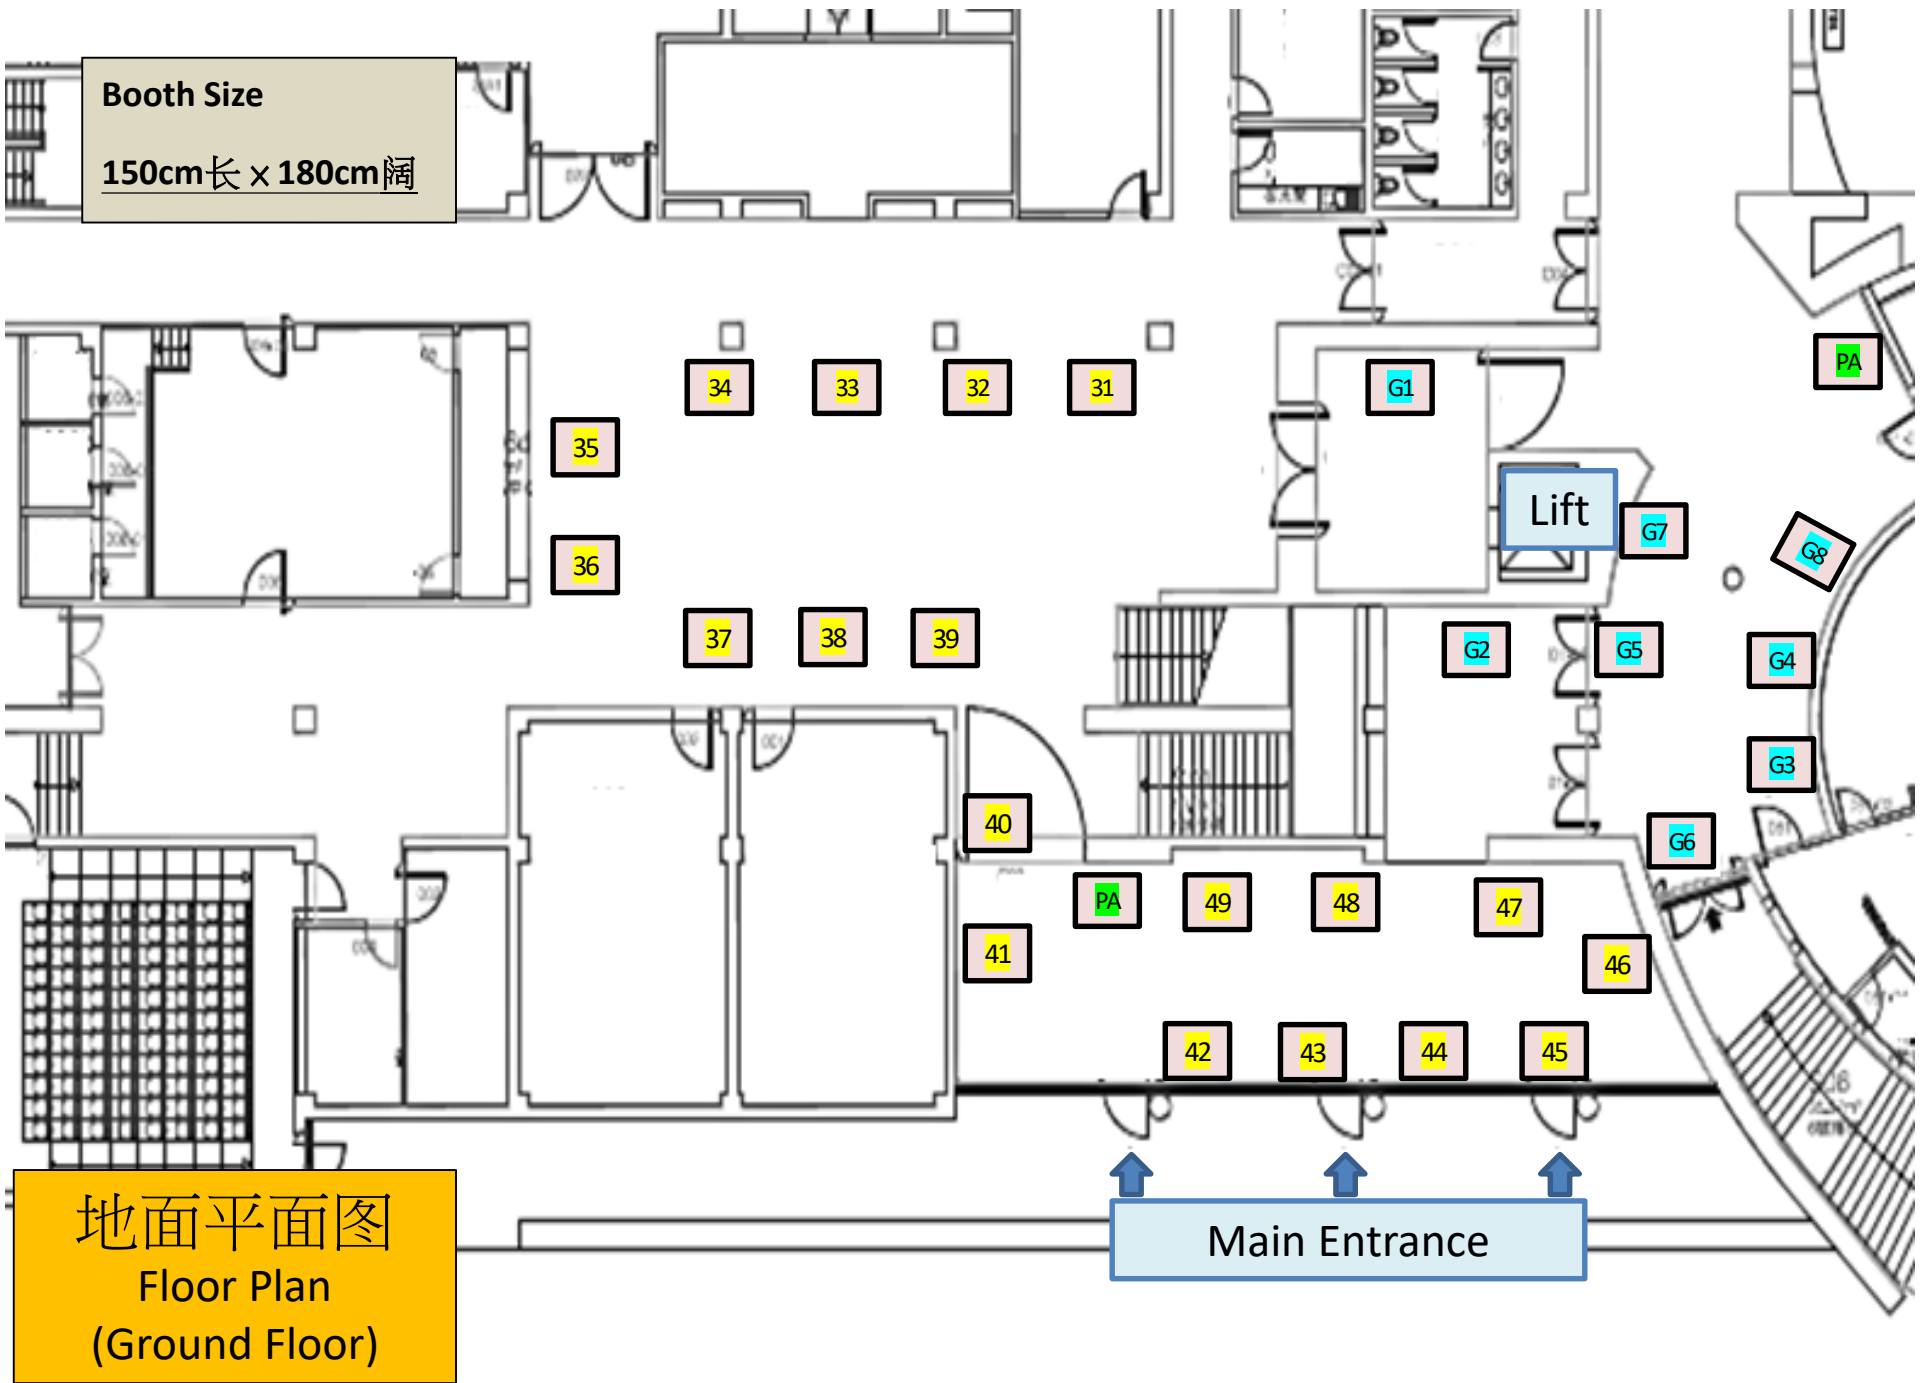 Booth Size
150cm长 x 180cm阔
PA
34
33
32
31
G1
35
Lift
G7
G8
36
37
38
39
G2
G5
G4
G3
40
G6
PA
49
48
47
41
46
42
43
44
45
Main Entrance
地面平面图
Floor Plan
(Ground Floor)